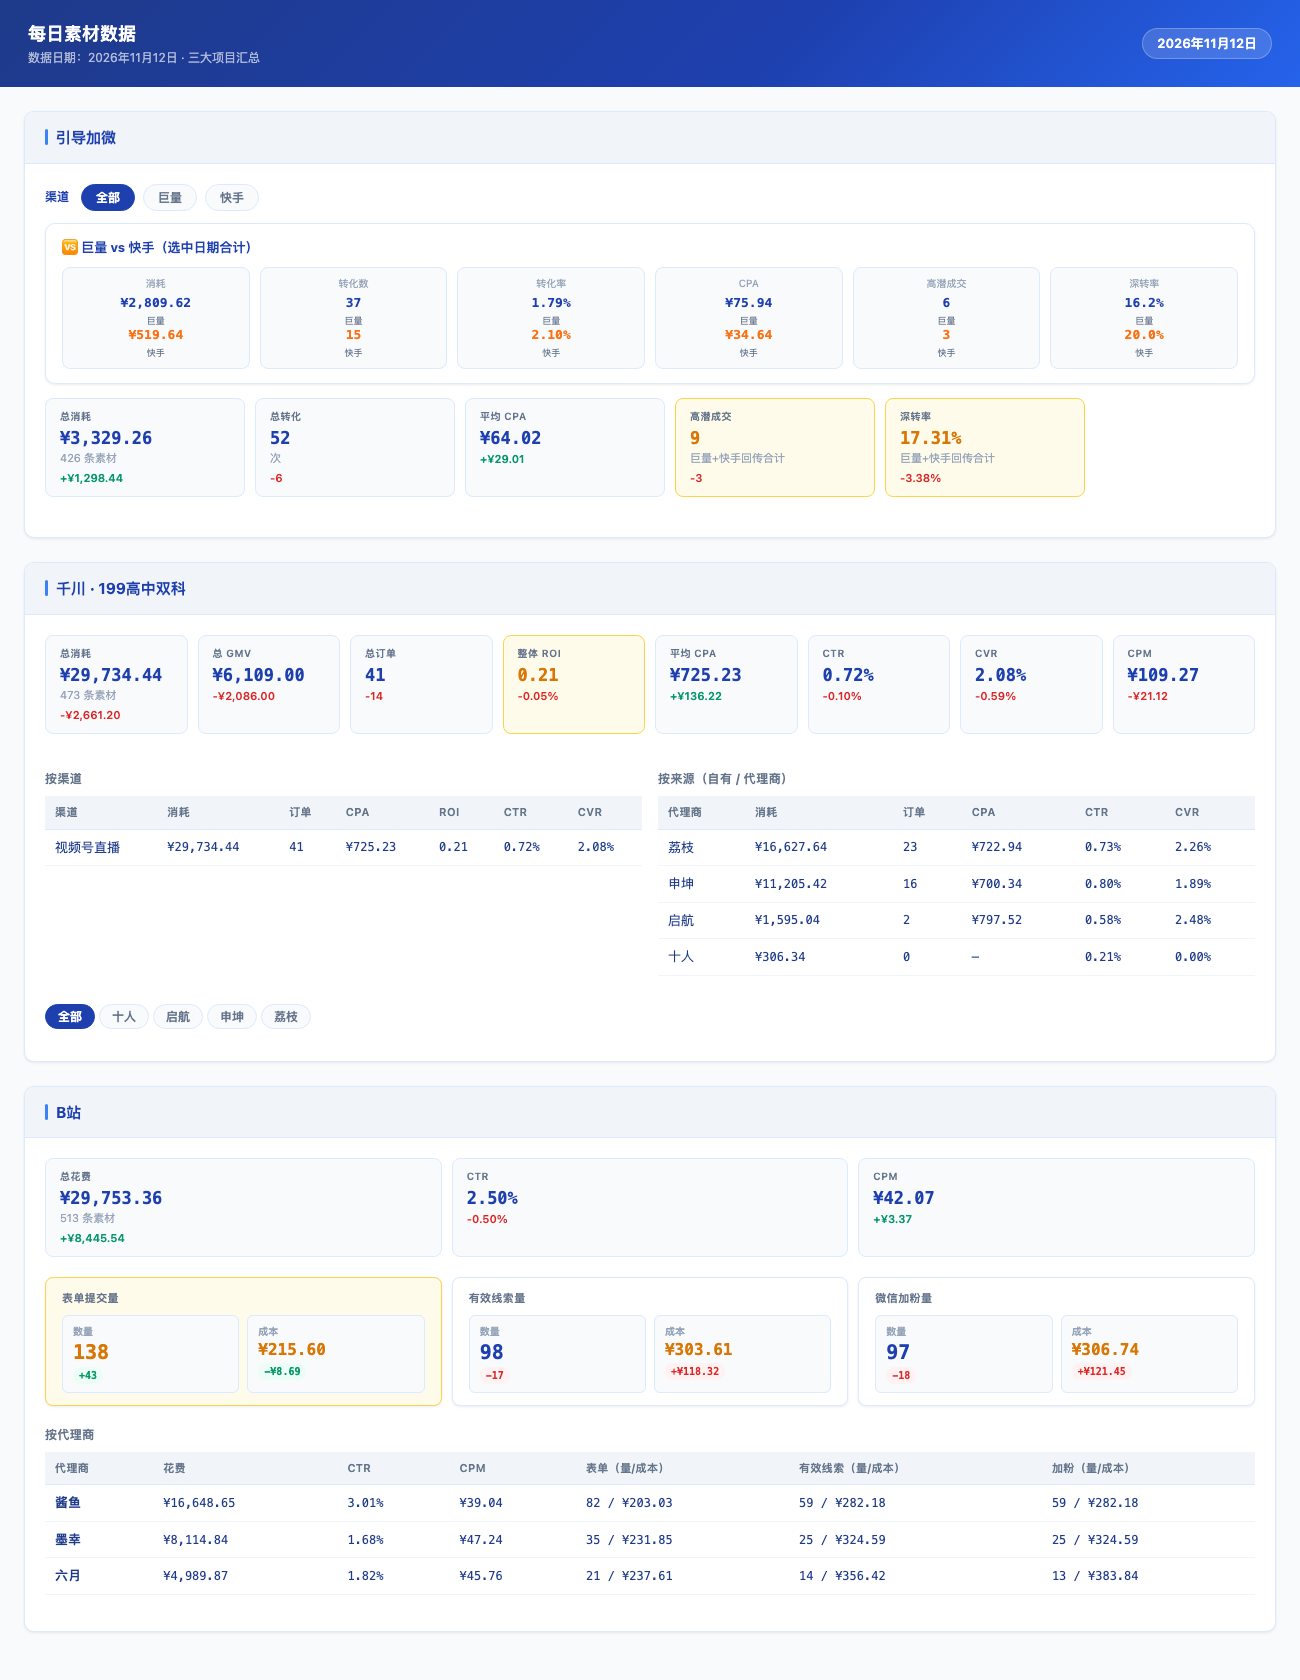 每日素材数据
数据日期：2026年11月12日 · 三大项目汇总
2026年11月12日
引导加微
渠道 全部 巨量 快手
🆚 巨量 vs 快手（选中日期合计）
消耗 转化数 转化率 CPA 高潜成交 深转率
¥2,809.62 37 1.79% ¥75.94 6 16.2%
巨量 巨量 巨量 巨量 巨量 巨量
¥519.64 15 2.10% ¥34.64 3 20.0%
快手 快手 快手 快手 快手 快手
总消耗 总转化 平均 CPA 高潜成交 深转率
¥3,329.26 52 ¥64.02 9 17.31%
426 条素材 次 +¥29.01 巨量+快手回传合计 巨量+快手回传合计
+¥1,298.44 -6 -3 -3.38%
千川 · 199高中双科
总消耗 总 GMV 总订单 整体 ROI 平均 CPA CTR CVR CPM
¥29,734.44 ¥6,109.00 41 0.21 ¥725.23 0.72% 2.08% ¥109.27
473 条素材 -¥2,086.00 -14 -0.05% +¥136.22 -0.10% -0.59% -¥21.12
-¥2,661.20
按渠道
渠道 消耗 订单 CPA ROI CTR CVR
视频号直播 ¥29,734.44 41 ¥725.23 0.21 0.72% 2.08%
按来源（自有 / 代理商）
代理商 消耗 订单 CPA CTR CVR
荔枝 ¥16,627.64 23 ¥722.94 0.73% 2.26%
申坤 ¥11,205.42 16 ¥700.34 0.80% 1.89%
启航 ¥1,595.04 2 ¥797.52 0.58% 2.48%
十人 ¥306.34 0 — 0.21% 0.00%
全部 十人 启航 申坤 荔枝
B站
总花费 CTR CPM
¥29,753.36 2.50% ¥42.07
513 条素材 -0.50% +¥3.37
+¥8,445.54
表单提交量 有效线索量 微信加粉量
数量 成本 数量 成本 数量 成本
138 ¥215.60 98 ¥303.61 97 ¥306.74
+43 −¥8.69 −17 +¥118.32 −18 +¥121.45
按代理商
代理商 花费 CTR CPM 表单（量/成本） 有效线索（量/成本） 加粉（量/成本）
酱鱼 ¥16,648.65 3.01% ¥39.04 82 / ¥203.03 59 / ¥282.18 59 / ¥282.18
墨幸 ¥8,114.84 1.68% ¥47.24 35 / ¥231.85 25 / ¥324.59 25 / ¥324.59
六月 ¥4,989.87 1.82% ¥45.76 21 / ¥237.61 14 / ¥356.42 13 / ¥383.84